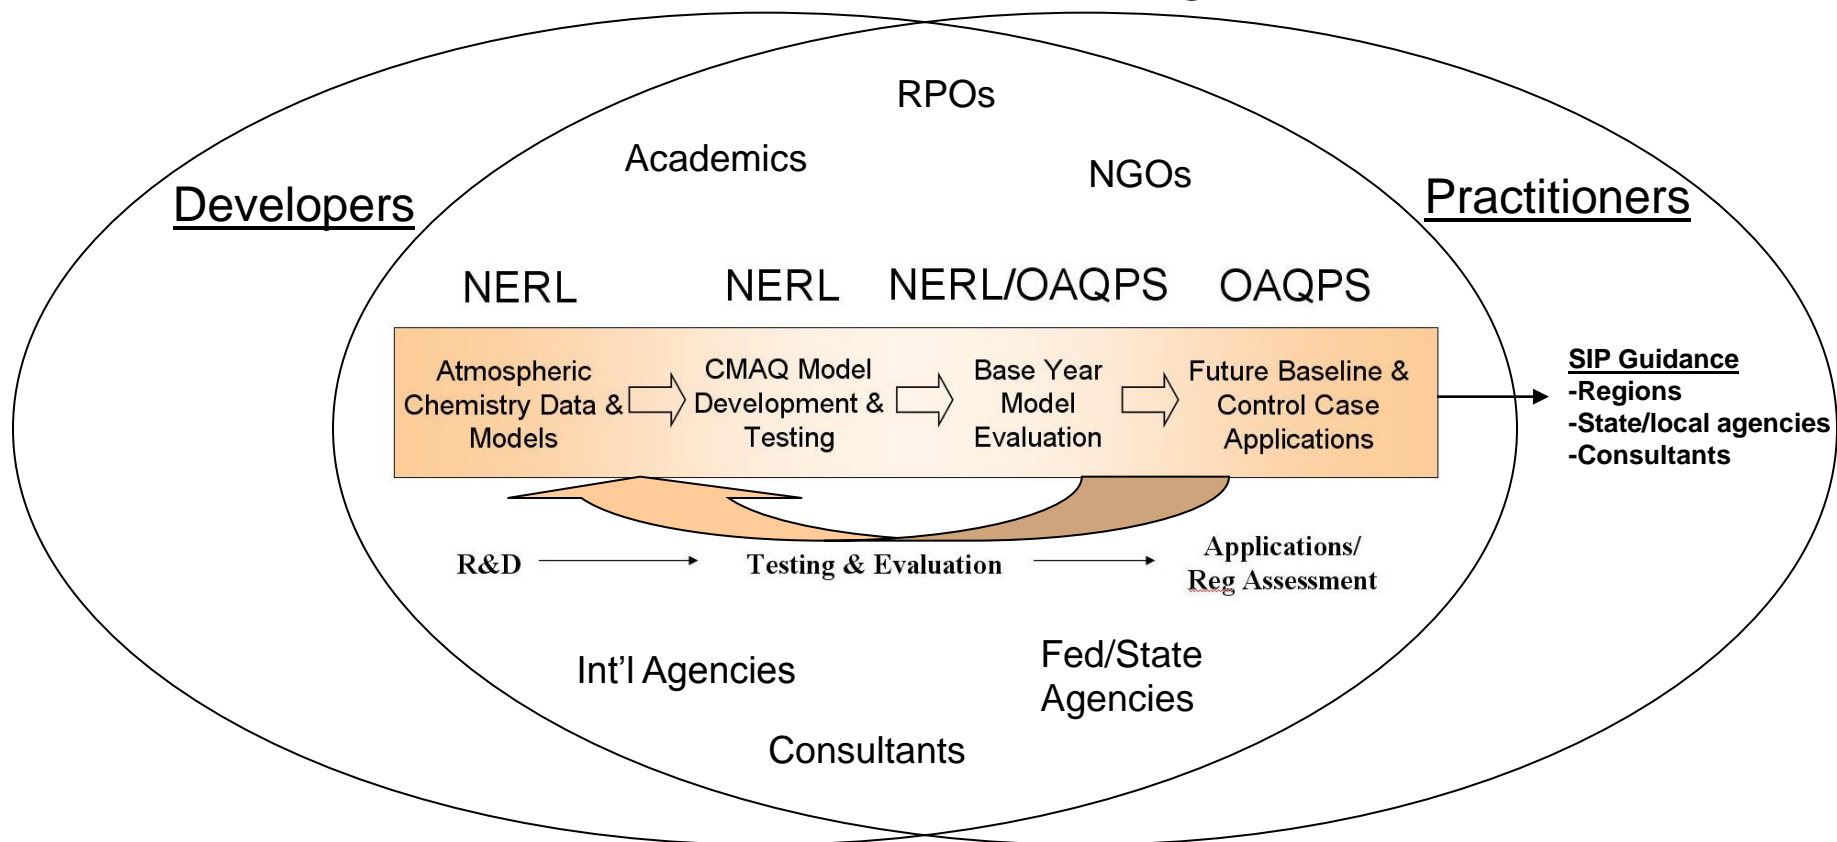 RPOs
Academics
NGOs
Developers
Practitioners
NERL
NERL
NERL/OAQPS
OAQPS
Atmospheric
Chemistry Data &
Models
CMAQ Model
Development &
Testing
Base Year
Model
Evaluation
Future Baseline &
Control Case
Applications
SIP Guidance
-Regions
-State/local agencies
-Consultants
R&D
Testing & Evaluation
Applications/
Reg Assessment
Int'l Agencies
Fed/State
Agencies
Consultants